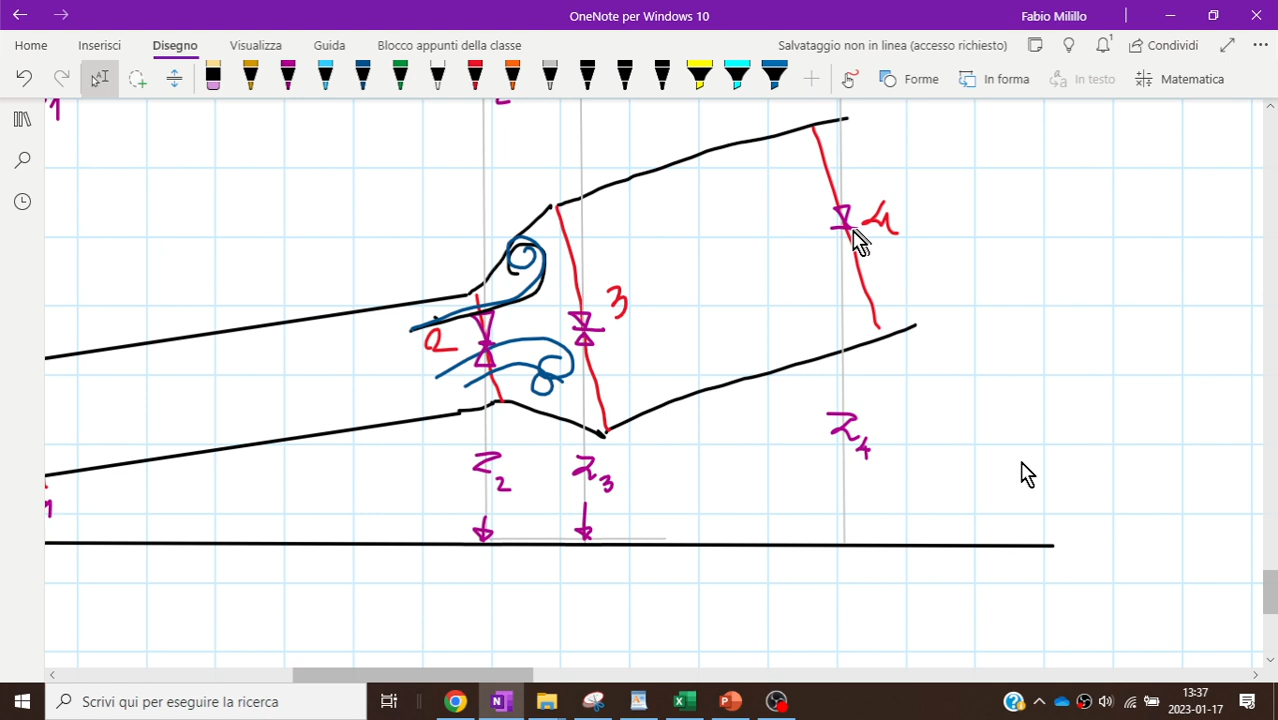 OneNote per Windows 10
Fabio Milillo
Home Inserisci Disegno Visualizza Guida Blocco appunti della classe
Salvataggio non in linea (accesso richiesto)
Condividi
Forme
In forma
In testo
Matematica
1
4
3
2
Z4
Z2
Z3
1
Scrivi qui per eseguire la ricerca
13:37
2023-01-17